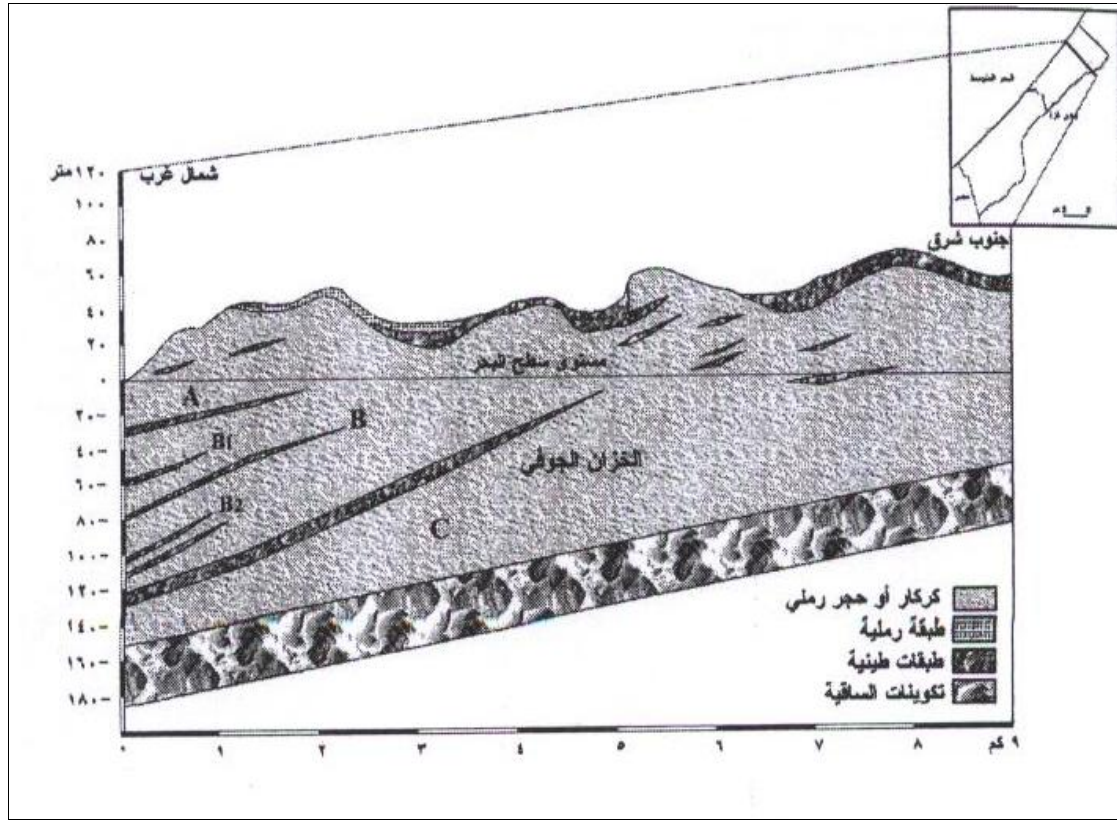 البحر المتوسط
مصر
شمال غرب
جنوب شرق
١٢٠ متر
١٠٠
٨٠
٦٠
٤٠
٢٠
٠
٢٠-
٤٠-
٦٠-
٨٠-
١٠٠-
١٢٠-
١٤٠-
١٦٠-
١٨٠-
مستوى سطح البحر
A
B
B1
B2
C
الخزان الجوفي
كركار أو حجر رملي
طبقة رملية
طبقات طينية
تكوينات الساقية
٠ ١ ٢ ٣ ٤ ٥ ٦ ٧ ٨ ٩ كم